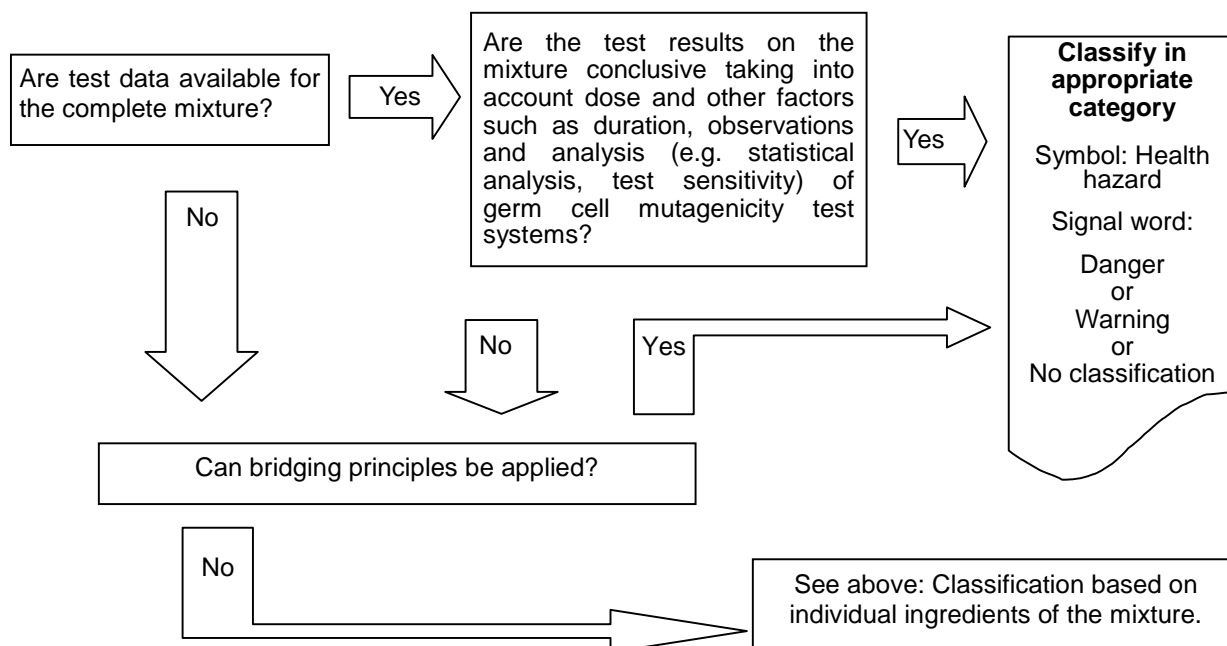 Are test data available for
the complete mixture?
Yes
Are the test results on the
mixture conclusive taking into
account dose and other factors
such as duration, observations
and analysis (e.g. statistical
analysis, test sensitivity) of
germ cell mutagenicity test
systems?
Yes
Classify in
appropriate
category
Symbol: Health
hazard
Signal word:
Danger
or
Warning
or
No classification
No
No
Yes
Can bridging principles be applied?
No
See above: Classification based on
individual ingredients of the mixture.